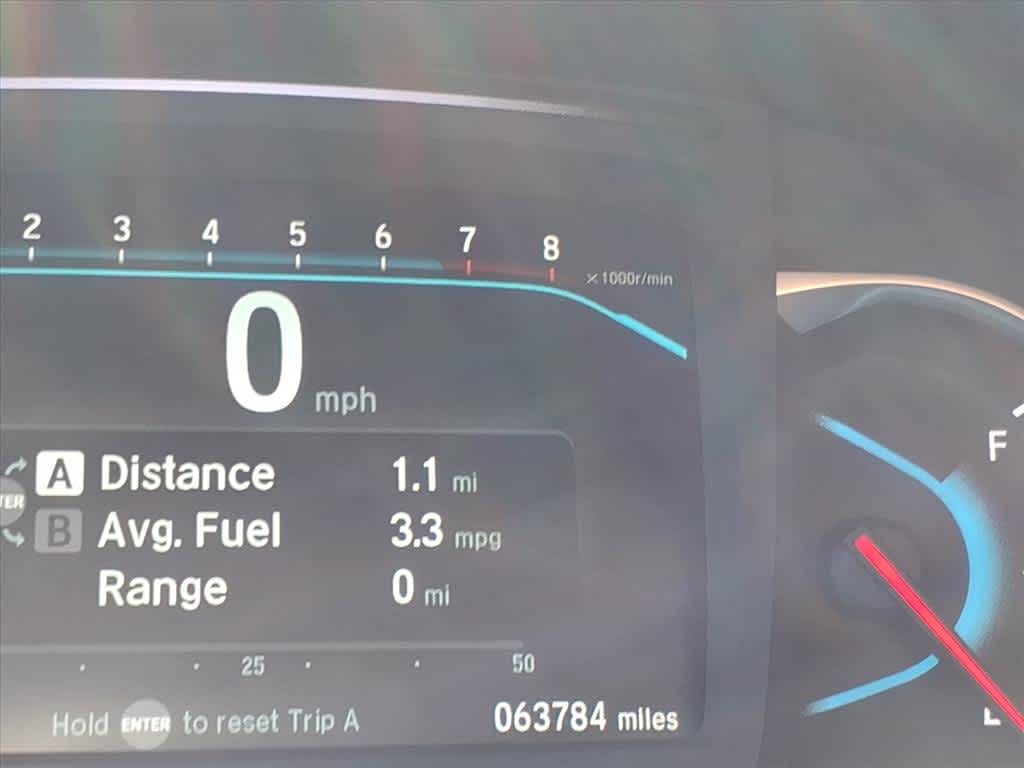 2 3 4 5 6 7 8
×1000r/min
0 mph
F
A Distance 1.1 mi
B Avg. Fuel 3.3 mpg
Range 0 mi
25 50
Hold ENTER to reset Trip A
063784 miles